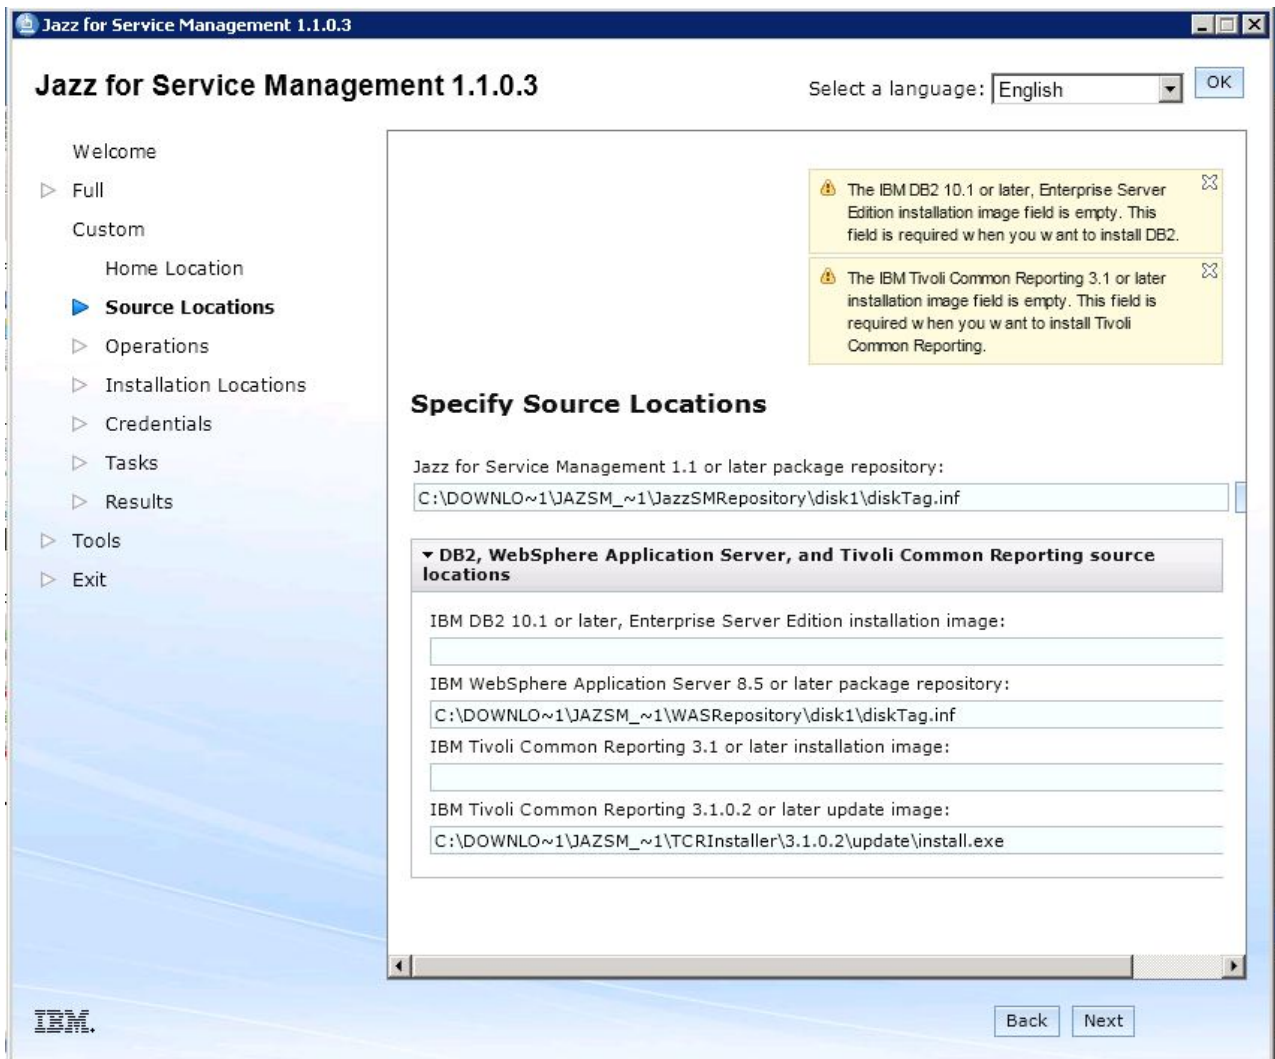 Jazz for Service Management 1.1.0.3
Jazz for Service Management 1.1.0.3
Select a language: English OK
Welcome
Full
Custom
Home Location
Source Locations
Operations
Installation Locations
Credentials
Tasks
Results
Tools
Exit
The IBM DB2 10.1 or later, Enterprise Server
Edition installation image field is empty. This
field is required when you want to install DB2.
The IBM Tivoli Common Reporting 3.1 or later
installation image field is empty. This field is
required when you want to install Tivoli
Common Reporting.
Specify Source Locations
Jazz for Service Management 1.1 or later package repository:
C:\DOWNLO~1\JAZSM_~1\JazzSMRepository\disk1\diskTag.inf
DB2, WebSphere Application Server, and Tivoli Common Reporting source
locations
IBM DB2 10.1 or later, Enterprise Server Edition installation image:
IBM WebSphere Application Server 8.5 or later package repository:
C:\DOWNLO~1\JAZSM_~1\WASRepository\disk1\diskTag.inf
IBM Tivoli Common Reporting 3.1 or later installation image:
IBM Tivoli Common Reporting 3.1.0.2 or later update image:
C:\DOWNLO~1\JAZSM_~1\TCRInstaller\3.1.0.2\update\install.exe
IBM.
Back Next